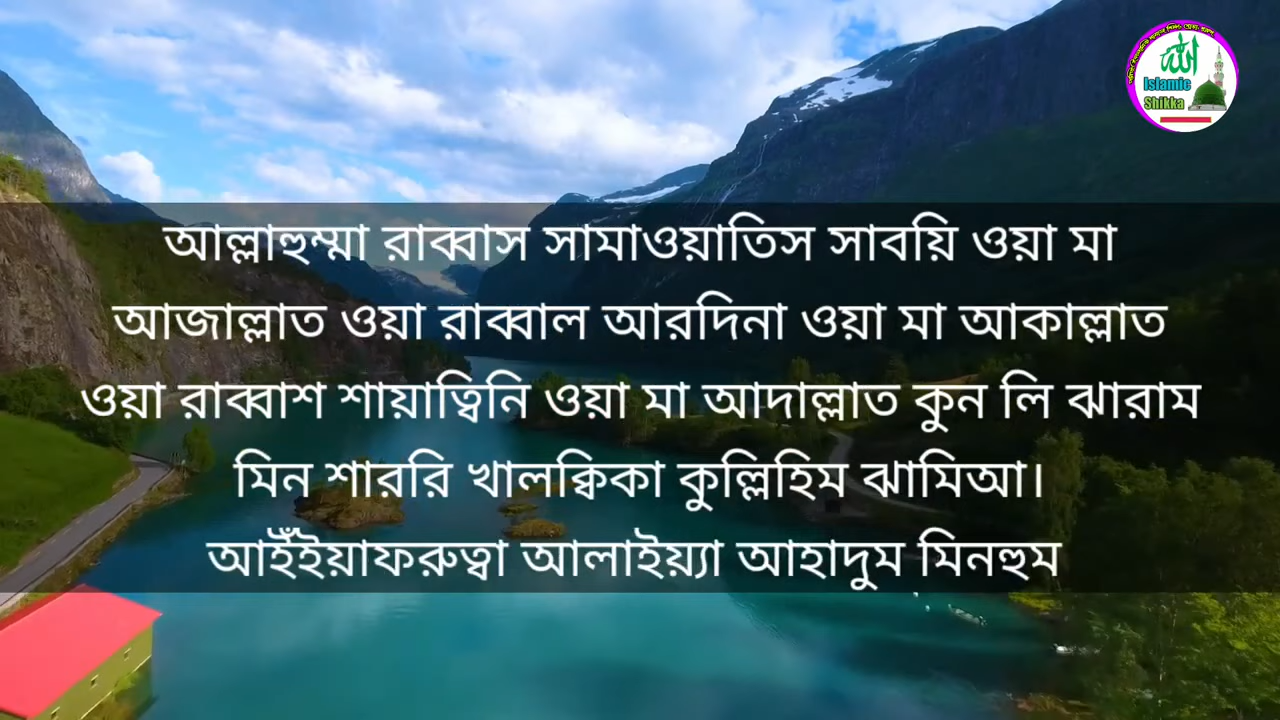 الله
Islamic
Shikka
আল্লাহুম্মা রাব্বাস সামাওয়াতিস সাবয়ি ওয়া মা
আজাল্লাত ওয়া রাব্বাল আরদিনা ওয়া মা আকাল্লাত
ওয়া রাব্বাশ শায়াত্বিনি ওয়া মা আদাল্লাত কুন লি ঝারাম
মিন শাররি খালক্বিকা কুল্লিহিম ঝামিআ।
আইঁইয়াফরুত্বা আলাইয়্যা আহাদুম মিনহুম